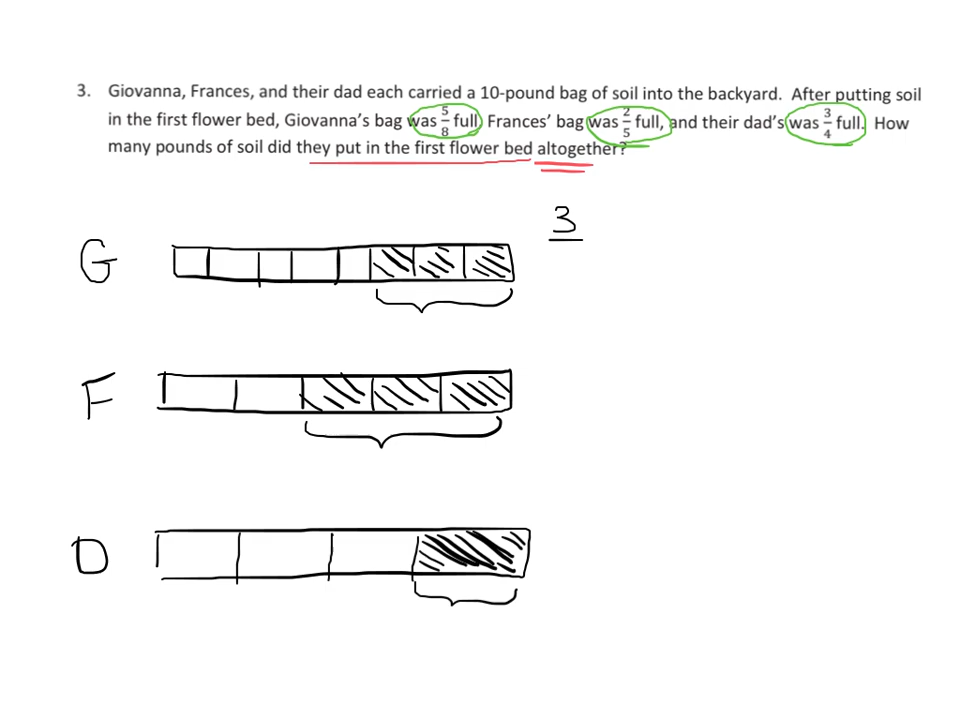 3. Giovanna, Frances, and their dad each carried a 10-pound bag of soil into the backyard. After putting soil
in the first flower bed, Giovanna's bag was 5/8 full, Frances' bag was 2/5 full, and their dad's was 3/4 full. How
many pounds of soil did they put in the first flower bed altogether?
3
G
F
D